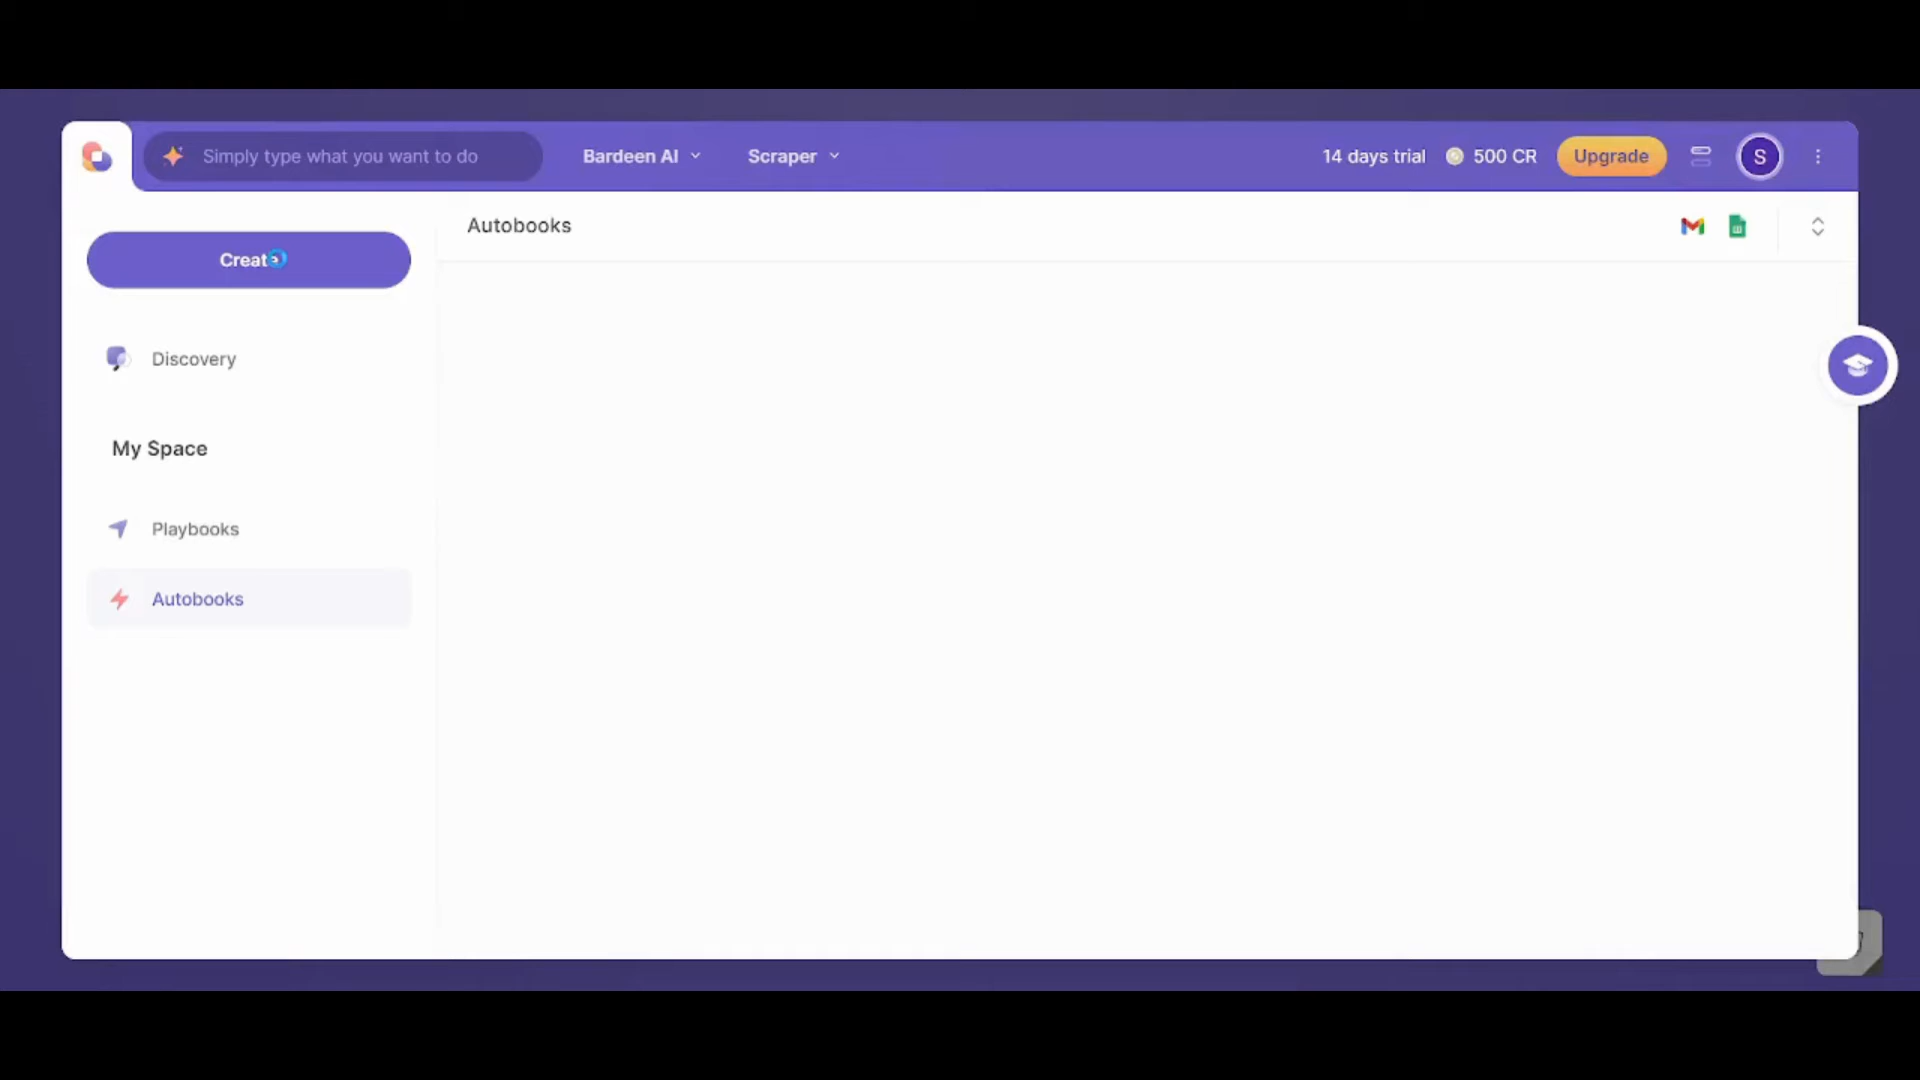 Simply type what you want to do
Bardeen AI
Scraper
14 days trial
500 CR
Upgrade
S
Create
Autobooks
Discovery
My Space
Playbooks
Autobooks